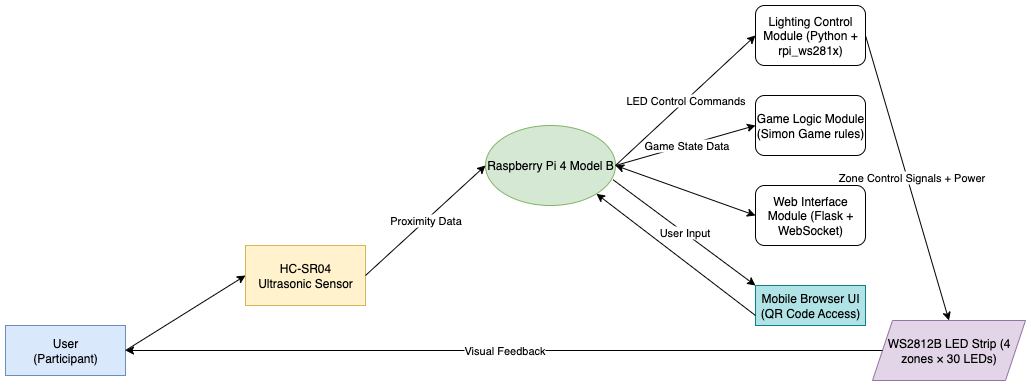 Lighting Control
Module (Python +
rpi_ws281x)
LED Control Commands
Game Logic Module
(Simon Game rules)
Game State Data
Raspberry Pi 4 Model B
Zone Control Signals + Power
Web Interface
Module (Flask +
WebSocket)
Proximity Data
User Input
HC-SR04
Ultrasonic Sensor
Mobile Browser UI
(QR Code Access)
User
(Participant)
Visual Feedback
WS2812B LED Strip (4
zones × 30 LEDs)